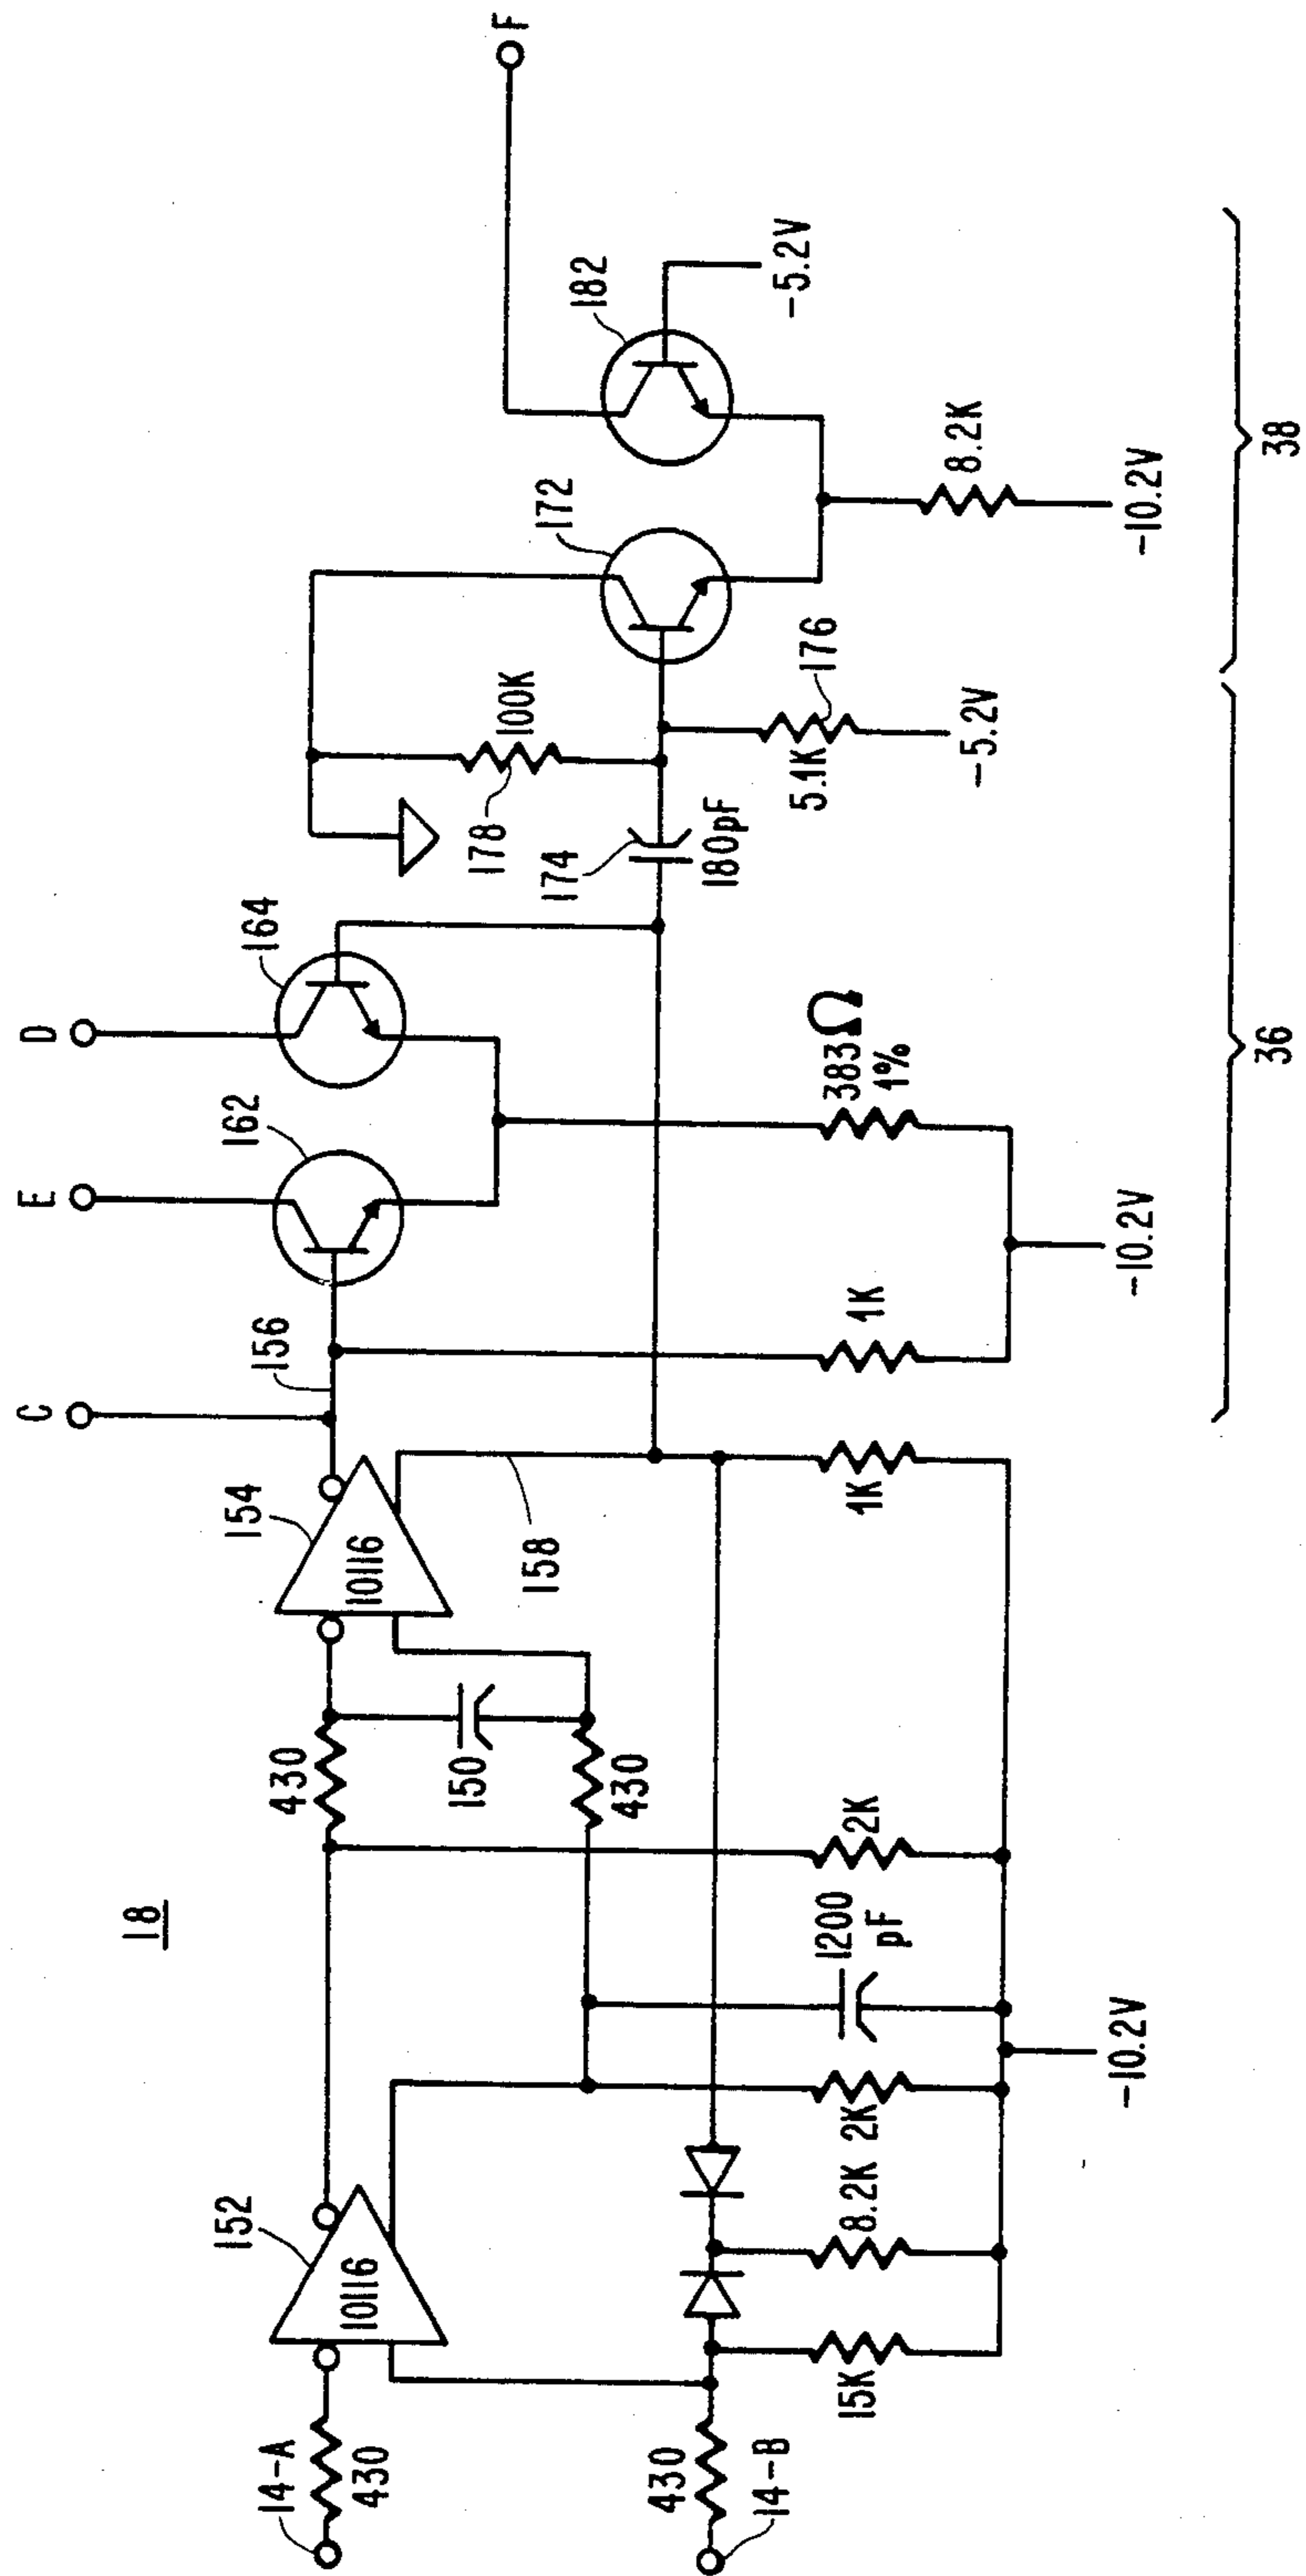 18
14-A
430
152
10116
430
14-B
15K
8.2K
2K
1200
pF
2K
-10.2V
430
150
430
154
10116
158
1K
C
156
1K
E
162
D
164
383Ω
1%
-10.2V
36
174
180pF
178
100K
5.1K
176
-5.2V
172
182
-5.2V
8.2K
-10.2V
38
F